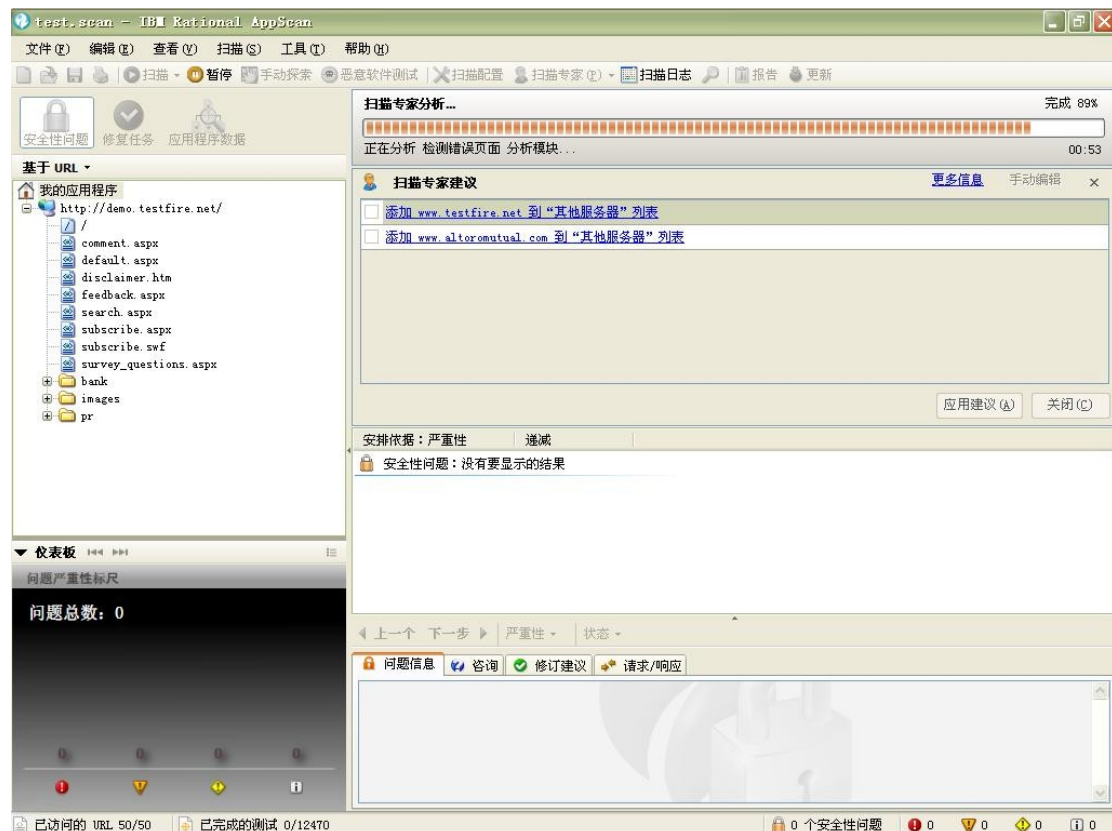 test.scan - IBM Rational AppScan
文件(F) 编辑(E) 查看(V) 扫描(S) 工具(T) 帮助(H)
扫描 暂停 手动探索 恶意软件测试 扫描配置 扫描专家(P) 扫描日志 报告 更新
安全性问题 修复任务 应用程序数据
扫描专家分析... 完成 89%
正在分析 检测错误页面 分析模块... 00:53
基于 URL
我的应用程序
http://demo.testfire.net/
/
comment.aspx
default.aspx
disclaimer.htm
feedback.aspx
search.aspx
subscribe.aspx
subscribe.swf
survey_questions.aspx
bank
images
pr
扫描专家建议 更多信息 手动编辑
添加 www.testfire.net 到“其他服务器”列表
添加 www.altoromutual.com 到“其他服务器”列表
应用建议(A) 关闭(C)
安排依据：严重性 递减
安全性问题：没有要显示的结果
仪表板
问题严重性标尺
问题总数：0
0 0 0 0
上一个 下一步 严重性 状态
问题信息 咨询 修订建议 请求/响应
已访问的 URL 50/50 已完成的测试 0/12470 0 个安全性问题 0 0 0 0